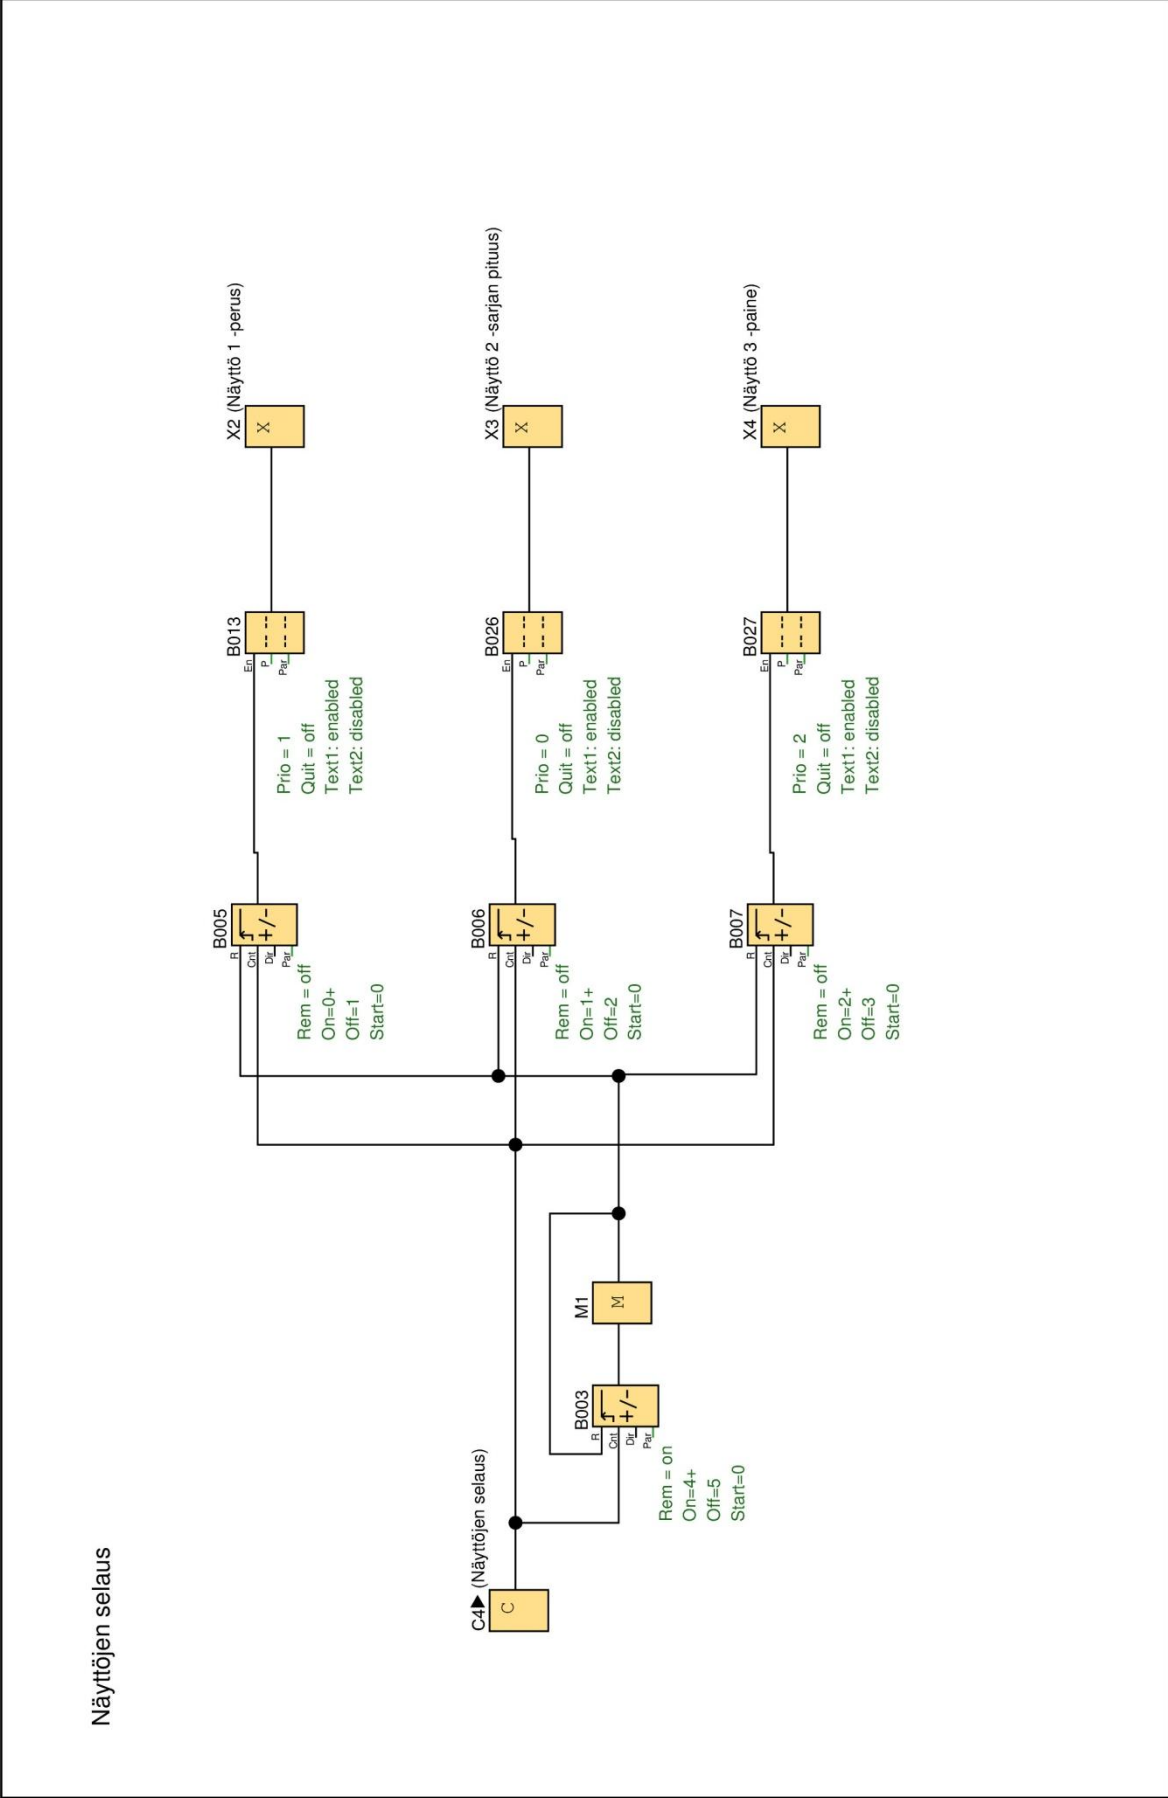 Näyttöjen selaus
C4▶ (Näyttöjen selaus)
C
B003
R
Cnt
Dir
Par
+/-
Rem = on
On=4+
Off=5
Start=0
M1
M
B005
R
Cnt
Dir
Par
+/-
Rem = off
On=0+
Off=1
Start=0
B013
En
P
Par
Prio = 1
Quit = off
Text1: enabled
Text2: disabled
X2 (Näyttö 1 -perus)
X
B006
R
Cnt
Dir
Par
+/-
Rem = off
On=1+
Off=2
Start=0
B026
En
P
Par
Prio = 0
Quit = off
Text1: enabled
Text2: disabled
X3 (Näyttö 2 -sarjan pituus)
X
B007
R
Cnt
Dir
Par
+/-
Rem = off
On=2+
Off=3
Start=0
B027
En
P
Par
Prio = 2
Quit = off
Text1: enabled
Text2: disabled
X4 (Näyttö 3 -paine)
X